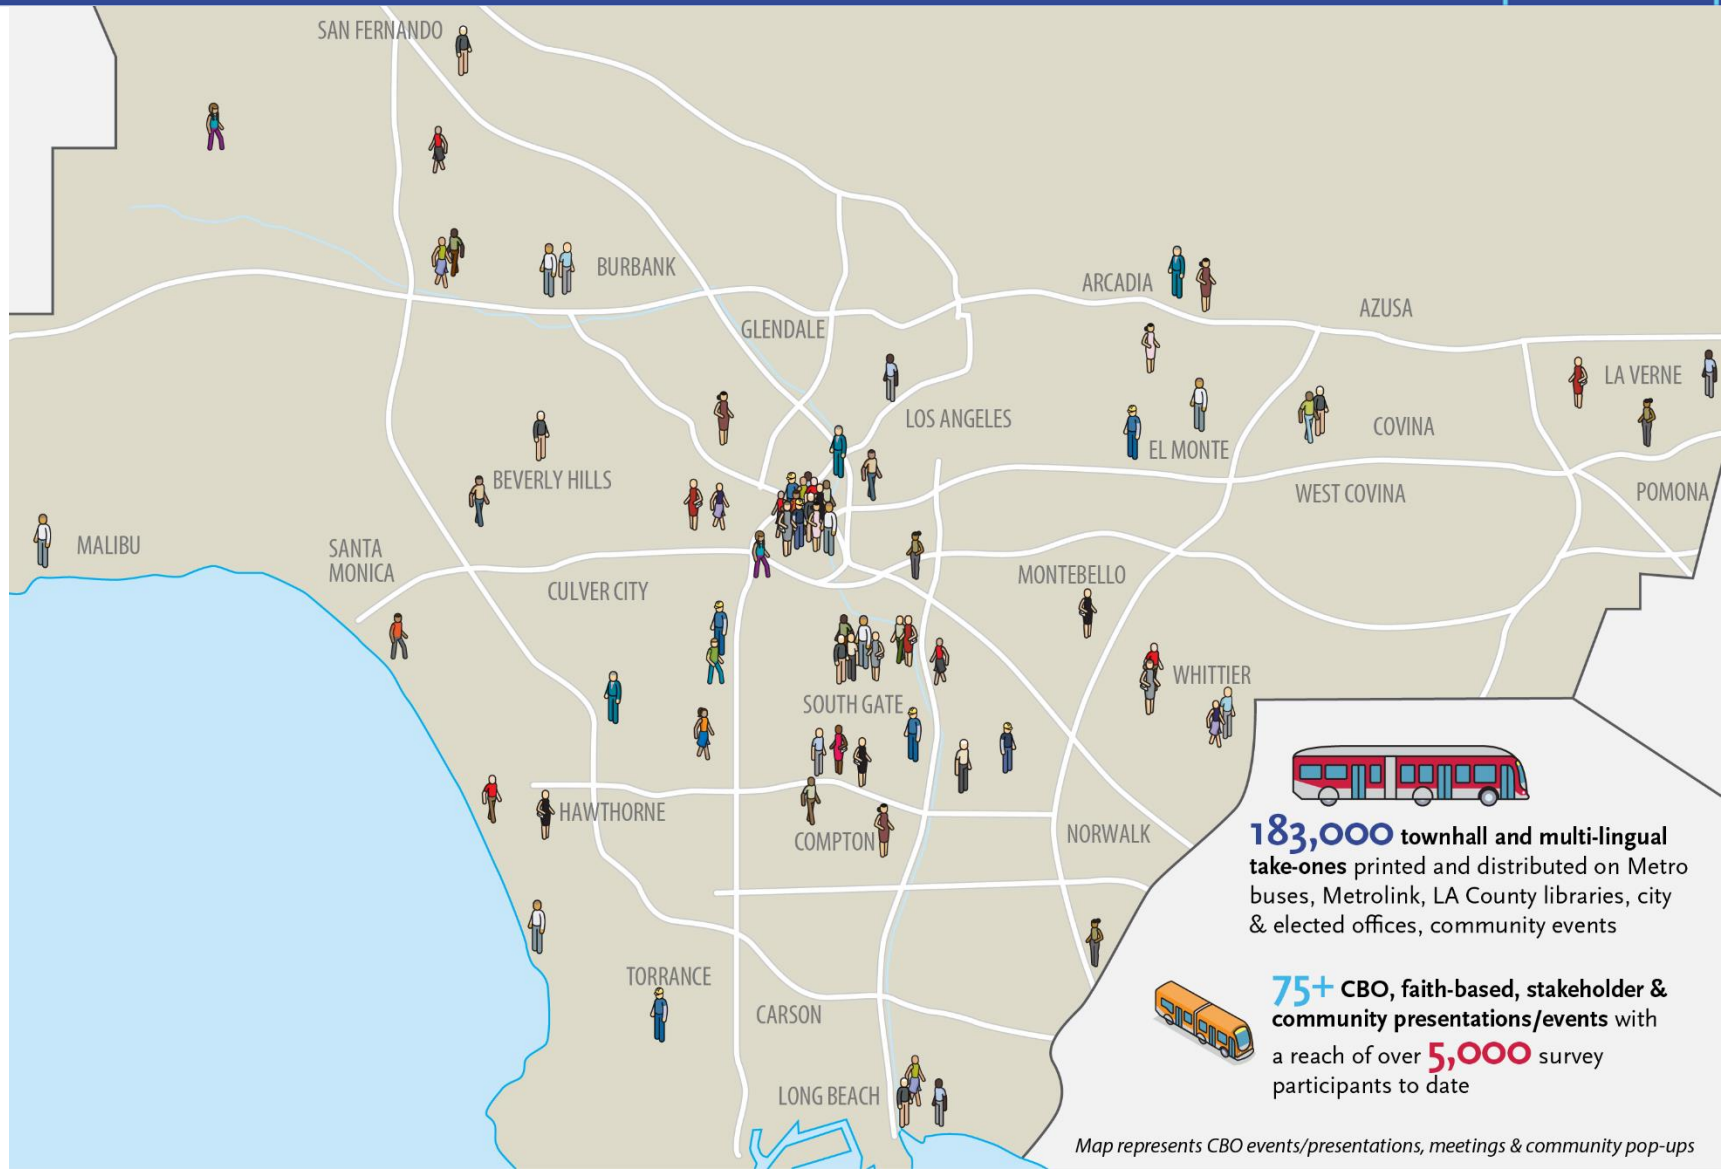 SAN FERNANDO
BURBANK
ARCADIA
AZUSA
GLENDALE
LA VERNE
LOS ANGELES
COVINA
EL MONTE
BEVERLY HILLS
WEST COVINA
POMONA
MALIBU
SANTA
MONICA
CULVER CITY
MONTEBELLO
WHITTIER
SOUTH GATE
HAWTHORNE
COMPTON
NORWALK
TORRANCE
CARSON
LONG BEACH
183,000 townhall and multi-lingual
take-ones printed and distributed on Metro
buses, Metrolink, LA County libraries, city
& elected offices, community events
75+ CBO, faith-based, stakeholder &
community presentations/events with
a reach of over 5,000 survey
participants to date
Map represents CBO events/presentations, meetings & community pop-ups